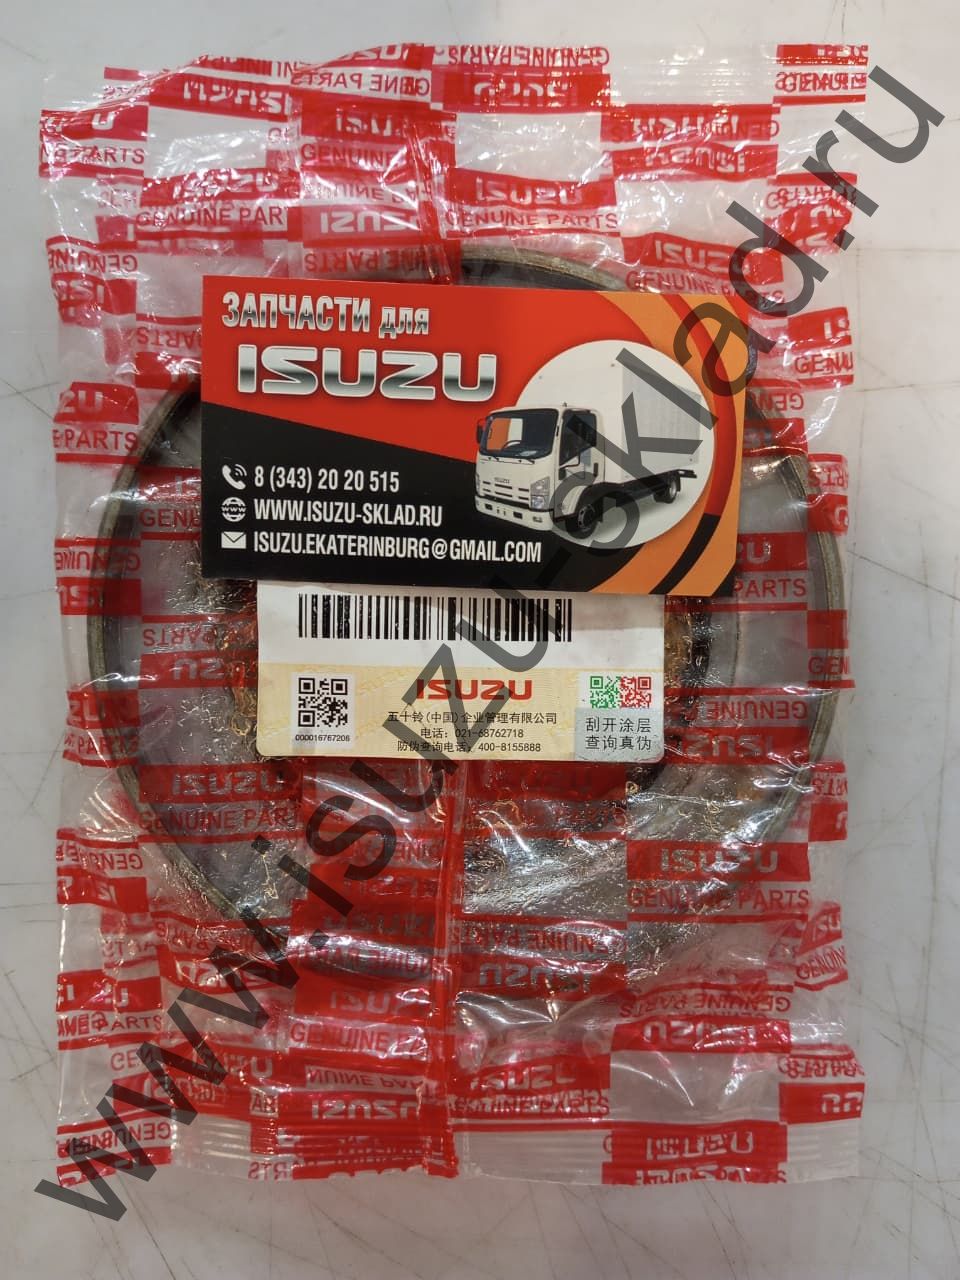 ISUZU
GENUINE PARTS
ЗАПЧАСТИ для
ISUZU
8 (343) 20 20 515
WWW.ISUZU-SKLAD.RU
ISUZU.EKATERINBURG@GMAIL.COM
ISUZU
五十铃(中国)企业管理有限公司
电话: 021-68762718
防伪查询电话: 400-8155888
000016767206
刮开涂层
查询真伪
ISUZU
GENUINE PARTS
www.isuzu-sklad.ru